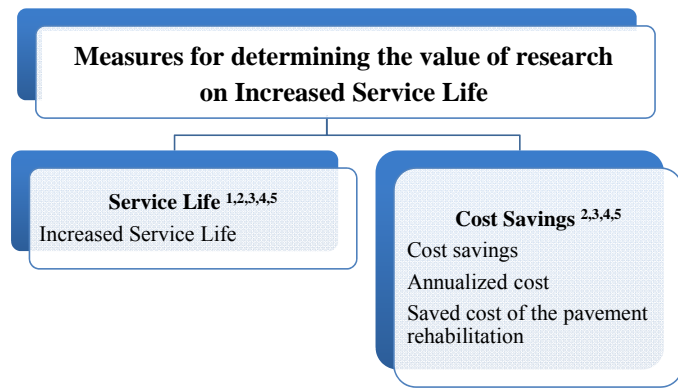 Measures for determining the value of research
on Increased Service Life
Service Life 1,2,3,4,5
Increased Service Life
Cost Savings 2,3,4,5
Cost savings
Annualized cost
Saved cost of the pavement
rehabilitation